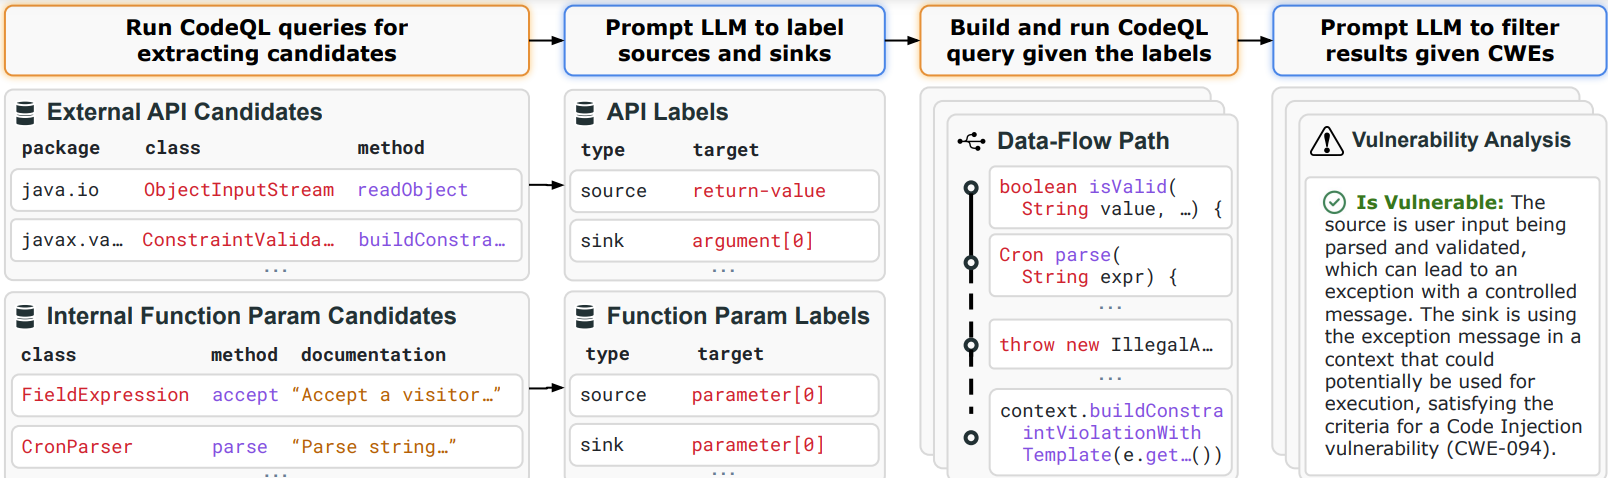 Run CodeQL queries for
extracting candidates
Prompt LLM to label
sources and sinks
Build and run CodeQL
query given the labels
Prompt LLM to filter
results given CWEs
External API Candidates
package class method
java.io ObjectInputStream readObject
javax.va… ConstraintValida… buildConstra…
...
Internal Function Param Candidates
class method documentation
FieldExpression accept “Accept a visitor…”
CronParser parse “Parse string…”
...
API Labels
type target
source return-value
sink argument[0]
...
Function Param Labels
type target
source parameter[0]
sink parameter[0]
...
Data-Flow Path
boolean isValid(
String value, …) {
Cron parse(
String expr) {
...
throw new IllegalA…
...
context.buildConstra
intViolationWith
Template(e.get…())
Vulnerability Analysis
Is Vulnerable: The
source is user input being
parsed and validated,
which can lead to an
exception with a controlled
message. The sink is using
the exception message in a
context that could
potentially be used for
execution, satisfying the
criteria for a Code Injection
vulnerability (CWE-094).